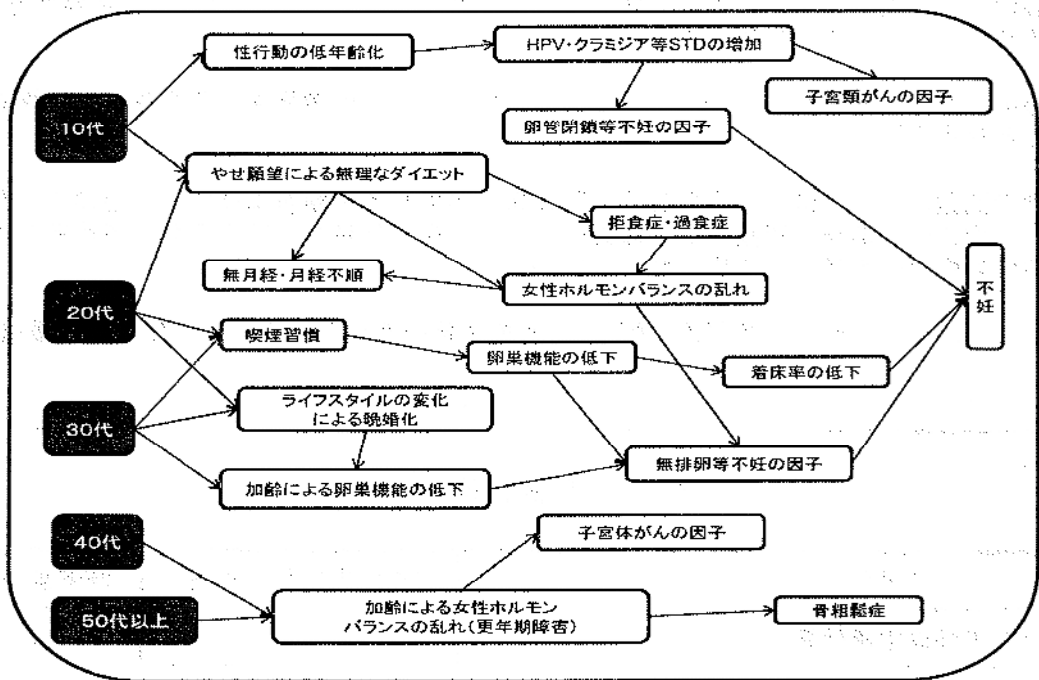 性行動の低年齢化
HPV・クラミジア等STDの増加
子宮頸がんの因子
10代
卵管閉鎖等不妊の因子
やせ願望による無理なダイエット
拒食症・過食症
無月経・月経不順
女性ホルモンバランスの乱れ
不妊
20代
喫煙習慣
卵巣機能の低下
着床率の低下
ライフスタイルの変化
による晩婚化
30代
無排卵等不妊の因子
加齢による卵巣機能の低下
40代
子宮体がんの因子
50代以上
加齢による女性ホルモン
バランスの乱れ(更年期障害)
骨粗鬆症